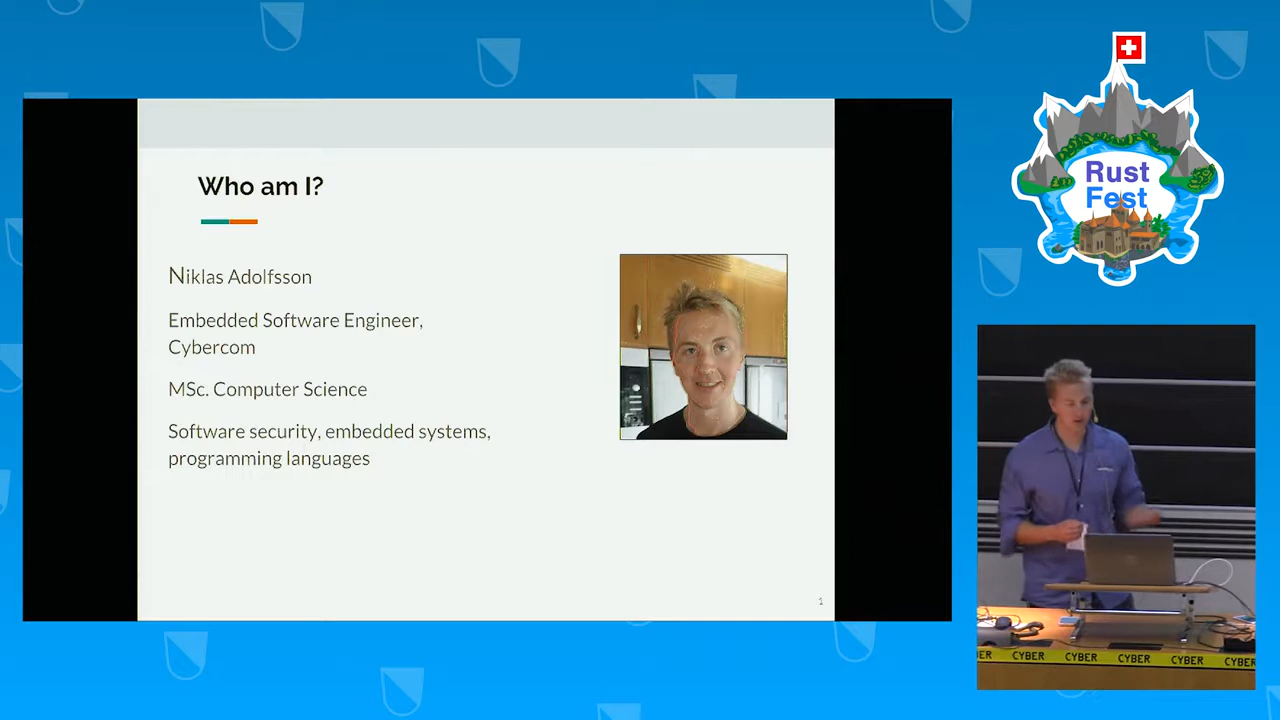 Who am I?
Niklas Adolfsson
Embedded Software Engineer,
Cybercom
MSc. Computer Science
Software security, embedded systems,
programming languages
1
Rust
Fest
BER CYBER CYBER CYBER CYBER CYBER